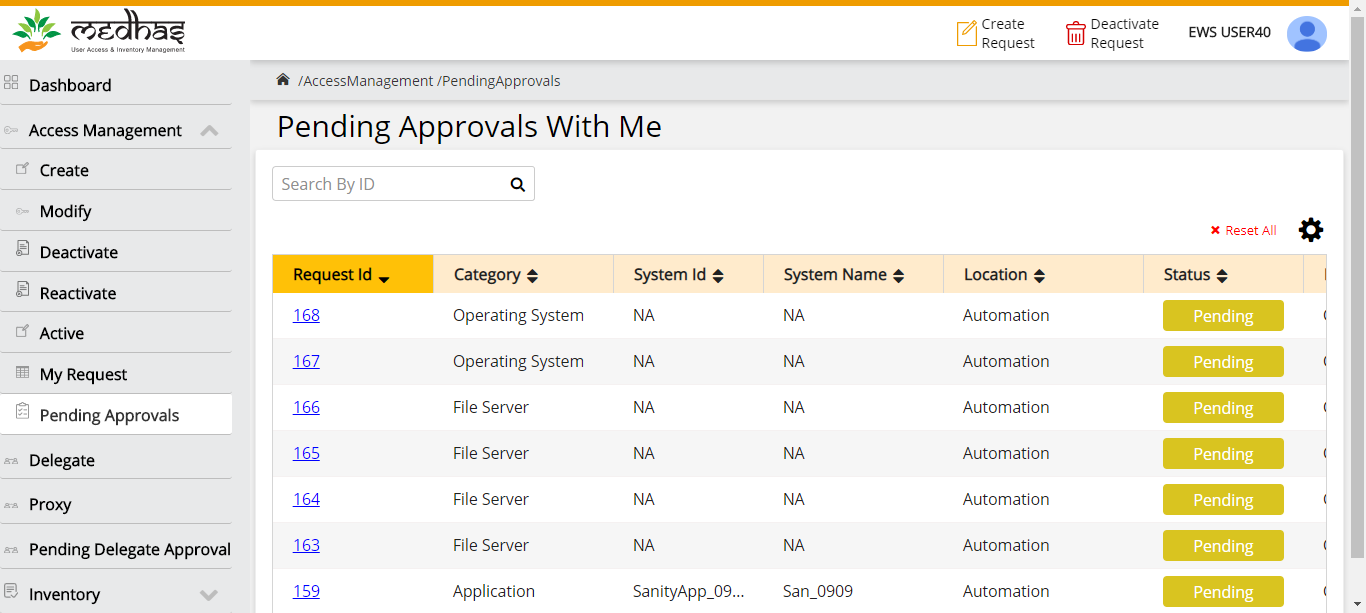 medhas
User Access & Inventory Management
Create
Request
Deactivate
Request
EWS USER40
Dashboard
Access Management
Create
Modify
Deactivate
Reactivate
Active
My Request
Pending Approvals
Delegate
Proxy
Pending Delegate Approval
Inventory
/AccessManagement /PendingApprovals
Pending Approvals With Me
Search By ID
Reset All
Request Id Category System Id System Name Location Status
168 Operating System NA NA Automation Pending
167 Operating System NA NA Automation Pending
166 File Server NA NA Automation Pending
165 File Server NA NA Automation Pending
164 File Server NA NA Automation Pending
163 File Server NA NA Automation Pending
159 Application SanityApp_09... San_0909 Automation Pending